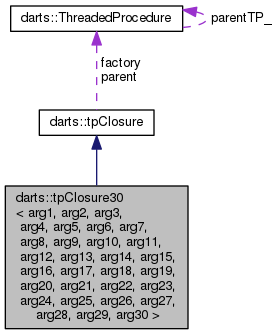 darts::ThreadedProcedure
parentTP_
factory
parent
darts::tpClosure
darts::tpClosure30
< arg1, arg2, arg3,
arg4, arg5, arg6, arg7,
arg8, arg9, arg10, arg11,
arg12, arg13, arg14, arg15,
arg16, arg17, arg18, arg19,
arg20, arg21, arg22, arg23,
arg24, arg25, arg26, arg27,
arg28, arg29, arg30 >